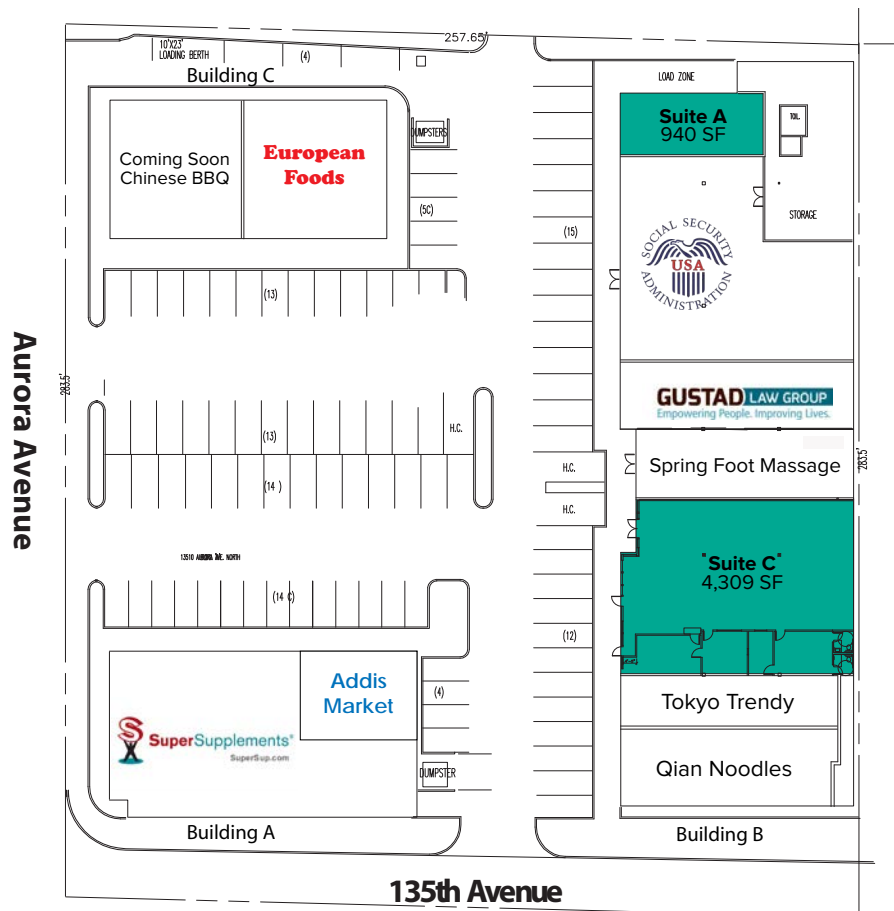 257.65'
10'X23'
LOADING BERTH
(4)
Building C
LOAD ZONE
Suite A
940 SF
TOIL.
DUMPSTERS
Coming Soon
Chinese BBQ
European
Foods
(5C)
(15)
STORAGE
SOCIAL SECURITY
USA
ADMINISTRATION
(13)
Aurora Avenue
283.5'
GUSTAD LAW GROUP
Empowering People. Improving Lives.
H.C.
(13)
Spring Foot Massage
283.5'
H.C.
(14 )
H.C.
13510 AURORA AVE. NORTH
Suite C
4,309 SF
(14 C)
(12)
Addis
Market
(4)
Tokyo Trendy
SuperSupplements®
SuperSup.com
DUMPSTER
Qian Noodles
Building A
Building B
135th Avenue